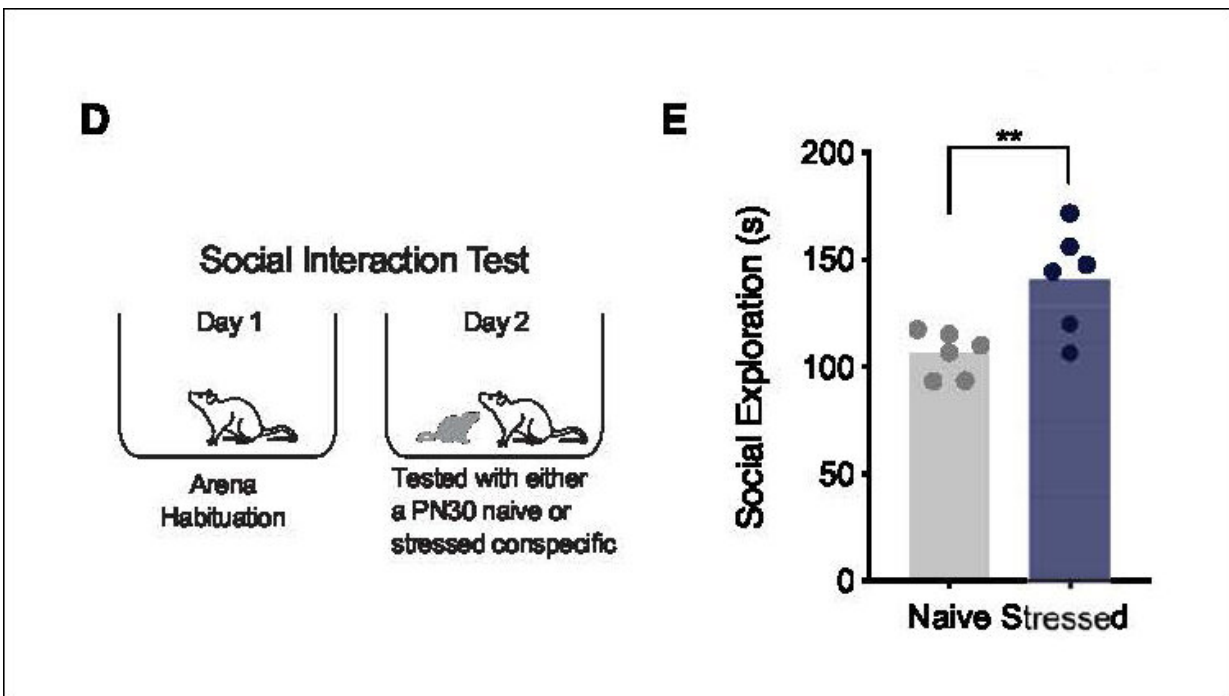 D
Social Interaction Test
Day 1
Day 2
Arena
Habituation
Tested with either
a PN30 naive or
stressed conspecific
E
**
200
150
100
50
0
Social Exploration (s)
Naive Stressed